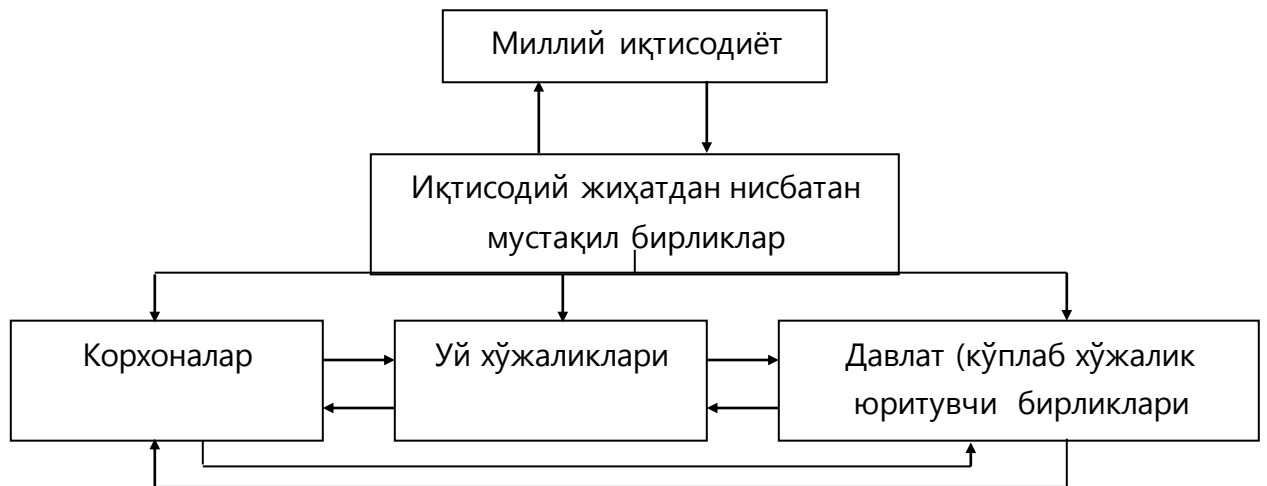 Миллий иқтисодиёт
Иқтисодий жиҳатдан нисбатан
мустақил бирликлар
Корхоналар
Уй хўжаликлари
Давлат (кўплаб хўжалик
юритувчи бирликлари